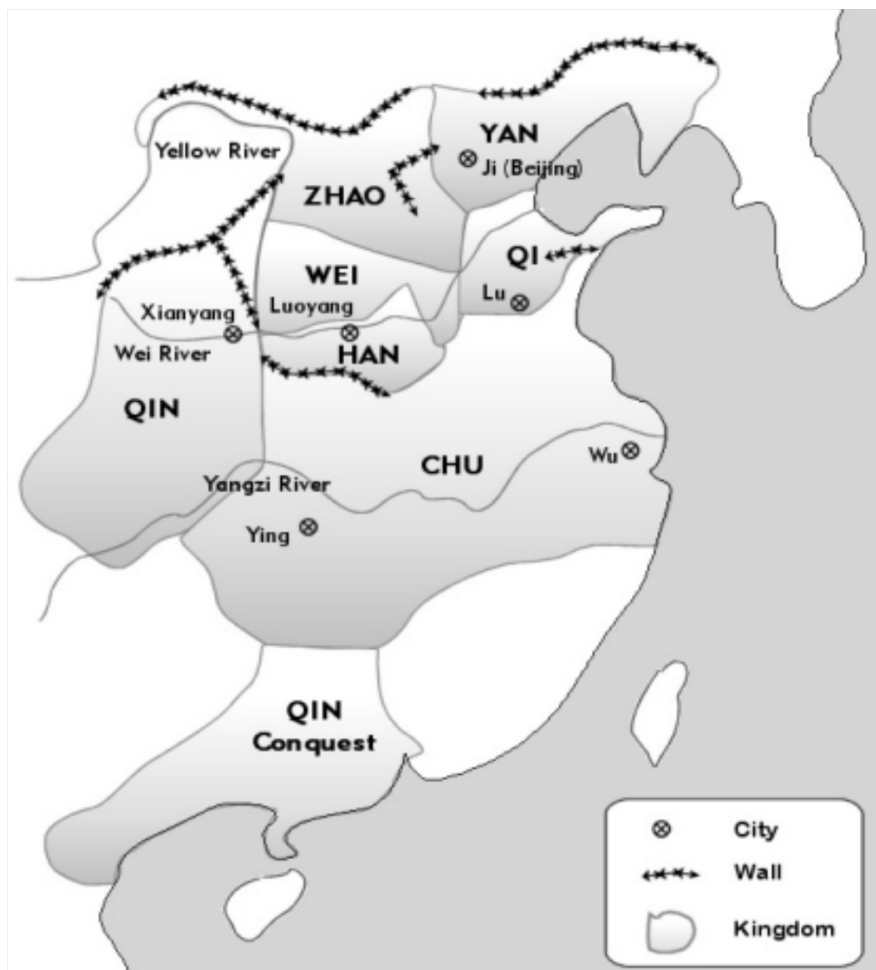 YAN
Yellow River
Ji (Beijing)
ZHAO
QI
WEI
Lu
Luoyang
Xianyang
Wei River
HAN
QIN
CHU
Wu
Yangzi River
Ying
QIN
Conquest
City
Wall
Kingdom